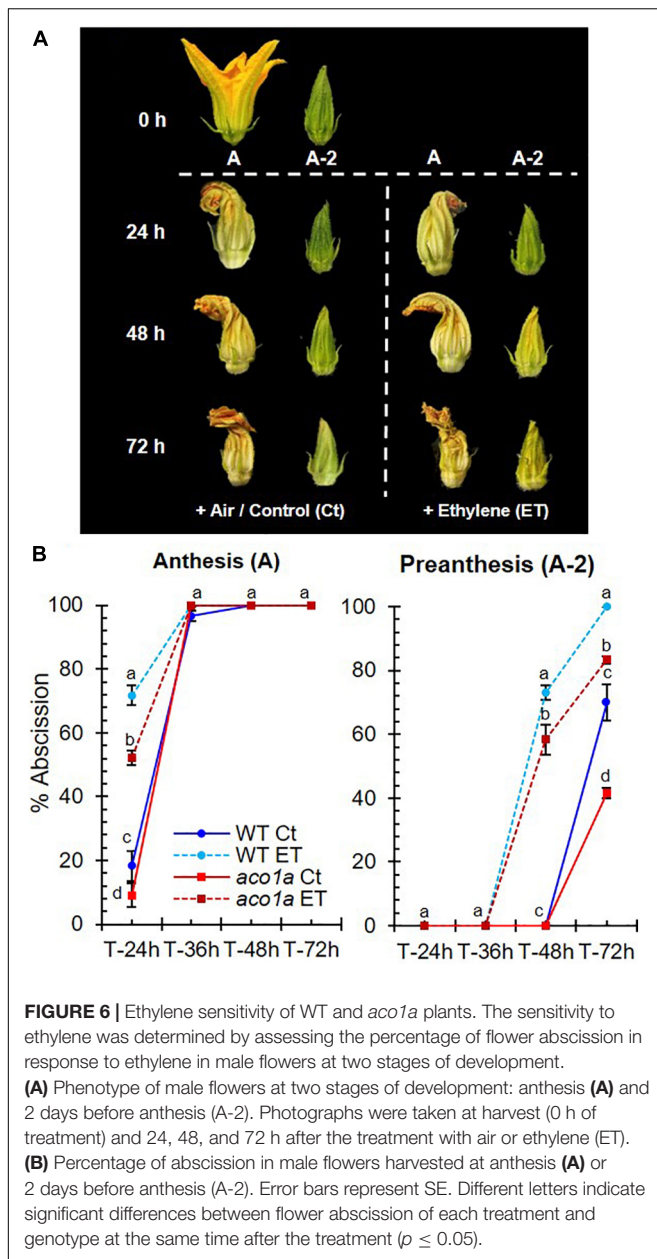 A
0 h
A A-2 A A-2
24 h
48 h
72 h
+ Air / Control (Ct) + Ethylene (ET)
B
Anthesis (A) Preanthesis (A-2)
% Abscission
100
80
60
40
20
0
a
b
c
d
a a a
WT Ct
WT ET
aco1a Ct
aco1a ET
T-24h T-36h T-48h T-72h
100
80
60
40
20
0
a a
a
b
c
a
b
c
d
T-24h T-36h T-48h T-72h
FIGURE 6 | Ethylene sensitivity of WT and aco1a plants. The sensitivity to
ethylene was determined by assessing the percentage of flower abscission in
response to ethylene in male flowers at two stages of development.
(A) Phenotype of male flowers at two stages of development: anthesis (A) and
2 days before anthesis (A-2). Photographs were taken at harvest (0 h of
treatment) and 24, 48, and 72 h after the treatment with air or ethylene (ET).
(B) Percentage of abscission in male flowers harvested at anthesis (A) or
2 days before anthesis (A-2). Error bars represent SE. Different letters indicate
significant differences between flower abscission of each treatment and
genotype at the same time after the treatment (p ≤ 0.05).